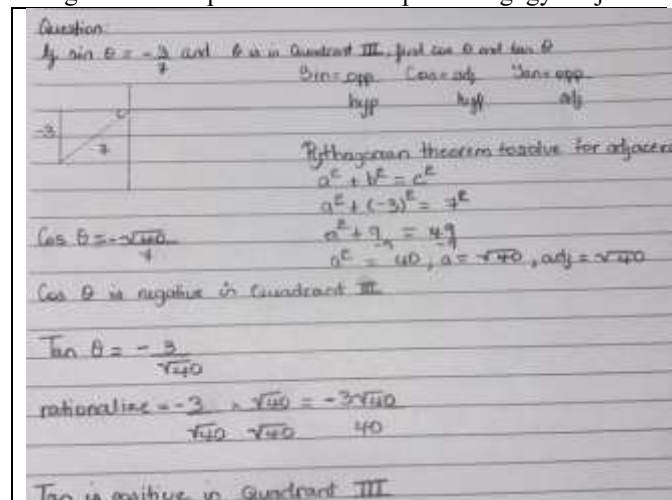 Question:
If sin θ = -3/7 and θ is in Quadrant III, find cos θ and tan θ
Sin = opp/hyp Cos = adj/hyp Tan = opp/adj
-3
7
Pythagorean theorem to solve for adjacent
a² + b² = c²
a² + (-3)² = 7²
a² + 9 = 49
-9 -9
a² = 40, a = √40, adj = √40
Cos θ = -√40/7
Cos θ is negative in Quadrant III
Tan θ = - 3/√40
rationalize = -3/√40 × √40/√40 = -3√40/40
Tan is positive in Quadrant III